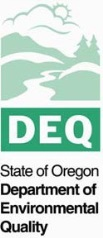 DEQ
State of Oregon
Department of
Environmental
Quality